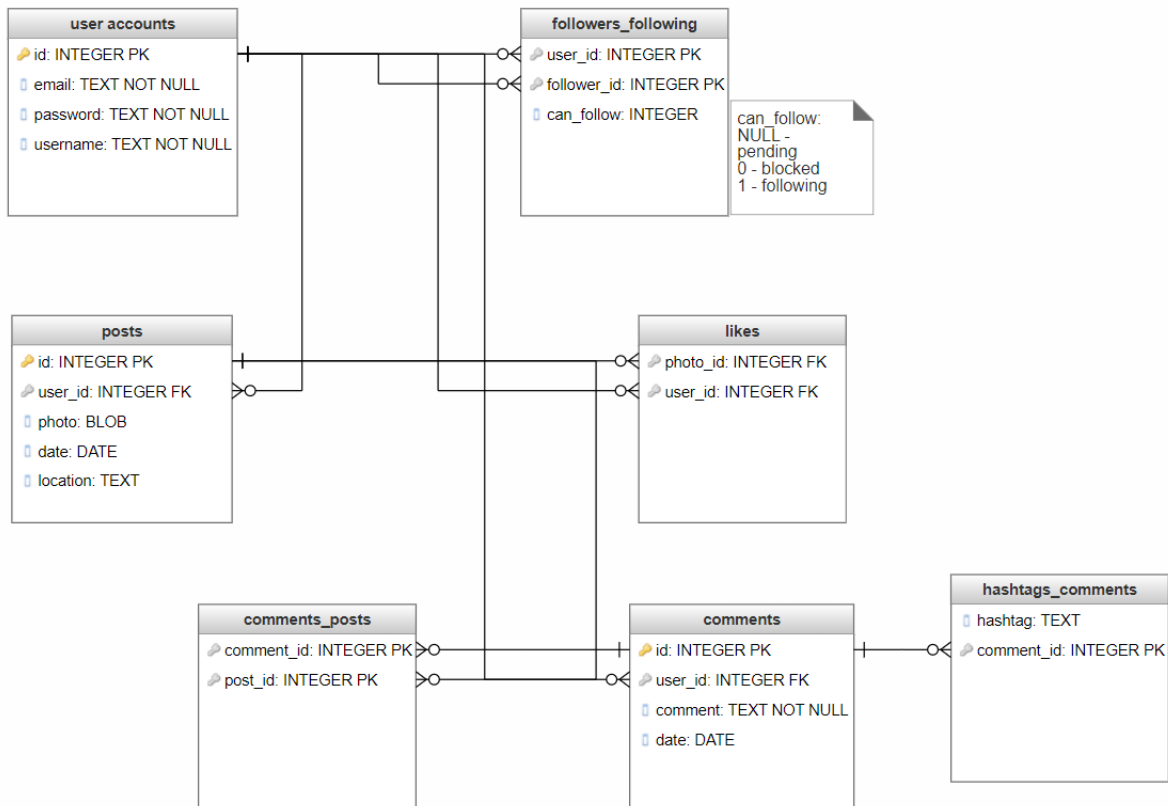 user accounts
id: INTEGER PK
email: TEXT NOT NULL
password: TEXT NOT NULL
username: TEXT NOT NULL
followers_following
user_id: INTEGER PK
follower_id: INTEGER PK
can_follow: INTEGER
can_follow:
NULL -
pending
0 - blocked
1 - following
posts
id: INTEGER PK
user_id: INTEGER FK
photo: BLOB
date: DATE
location: TEXT
likes
photo_id: INTEGER FK
user_id: INTEGER FK
comments_posts
comment_id: INTEGER PK
post_id: INTEGER PK
comments
id: INTEGER PK
user_id: INTEGER FK
comment: TEXT NOT NULL
date: DATE
hashtags_comments
hashtag: TEXT
comment_id: INTEGER PK